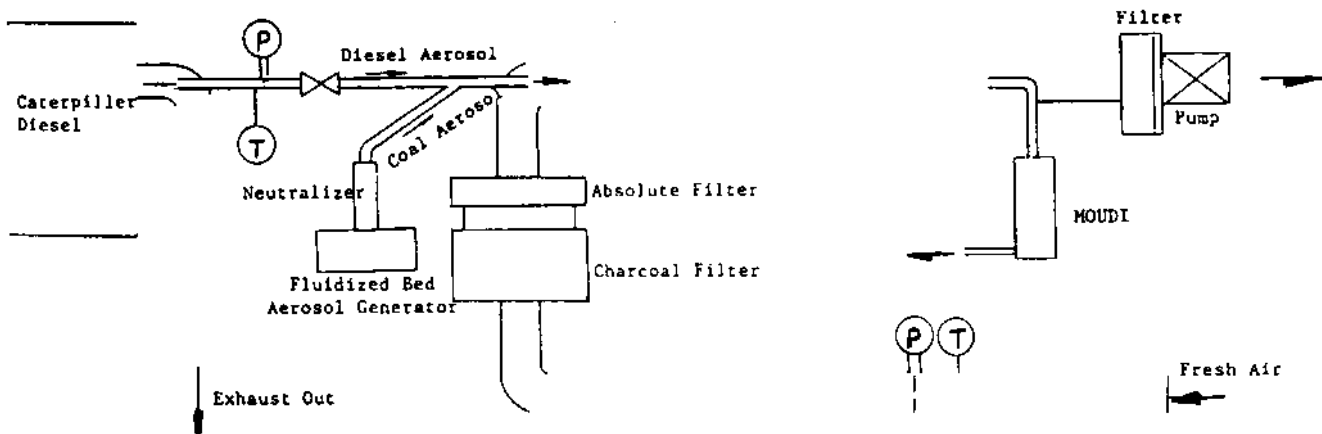 Filter
P
Diesel Aerosol
Caterpiller
Diesel
Pump
T
Coal Aerosol
Neutralizer
Absolute Filter
MOUDI
Charcoal Filter
Fluidized Bed
Aerosol Generator
P
T
Fresh Air
Exhaust Out